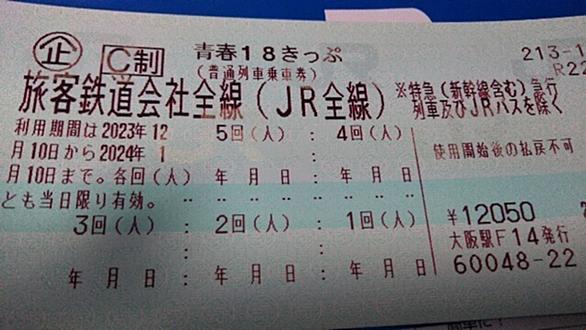 企 C制 青春18きっぷ 213-1
(普通列車乗車券) R22
旅客鉄道会社全線(JR全線) ※特急(新幹線含む)急行
列車及びJRバスを除く
利用期間は2023年12 5回(人) : 4回(人)
月10日から2024年 1 使用開始後の払戻不可
月10日まで。各回(人) 年 月 日 : 年 月 日
とも当日限り有効。
3回(人) : 2回(人) : 1回(人) ¥12050
大阪駅F14発行
年 月 日 : 年 月 日 : 年 月 日 60048-22